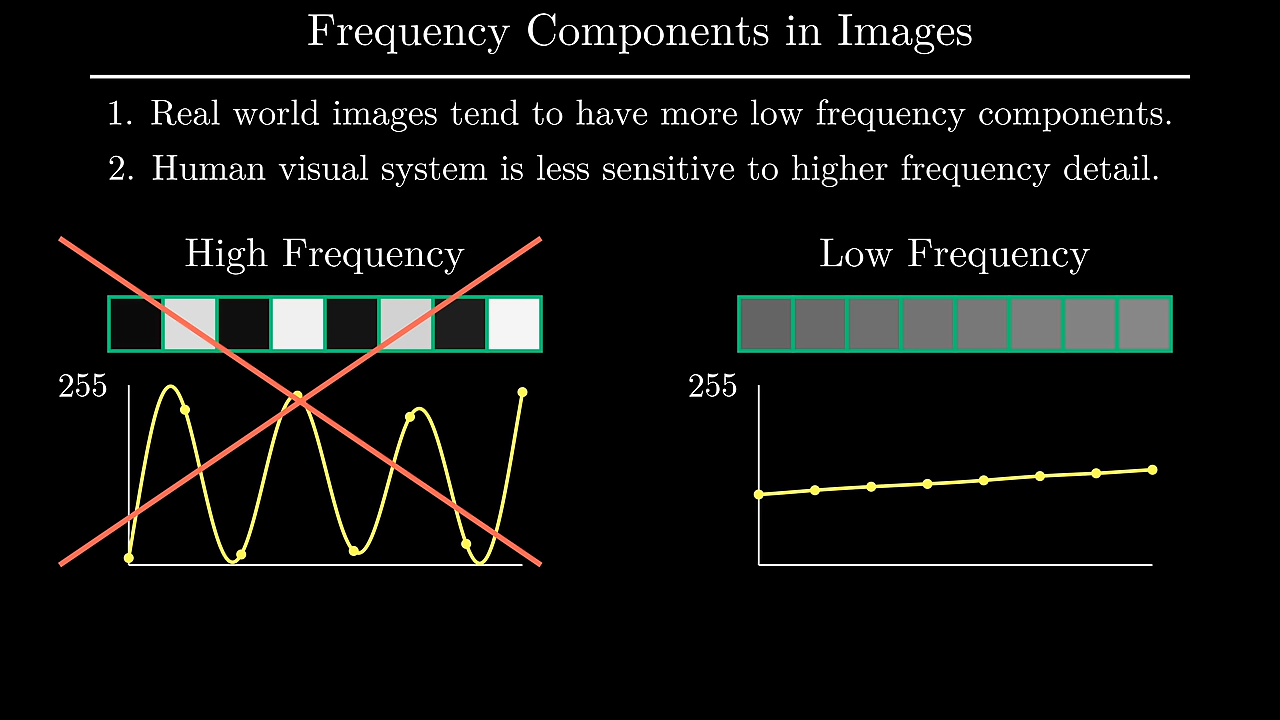 Frequency Components in Images
1. Real world images tend to have more low frequency components.
2. Human visual system is less sensitive to higher frequency detail.
High Frequency
Low Frequency
255
255